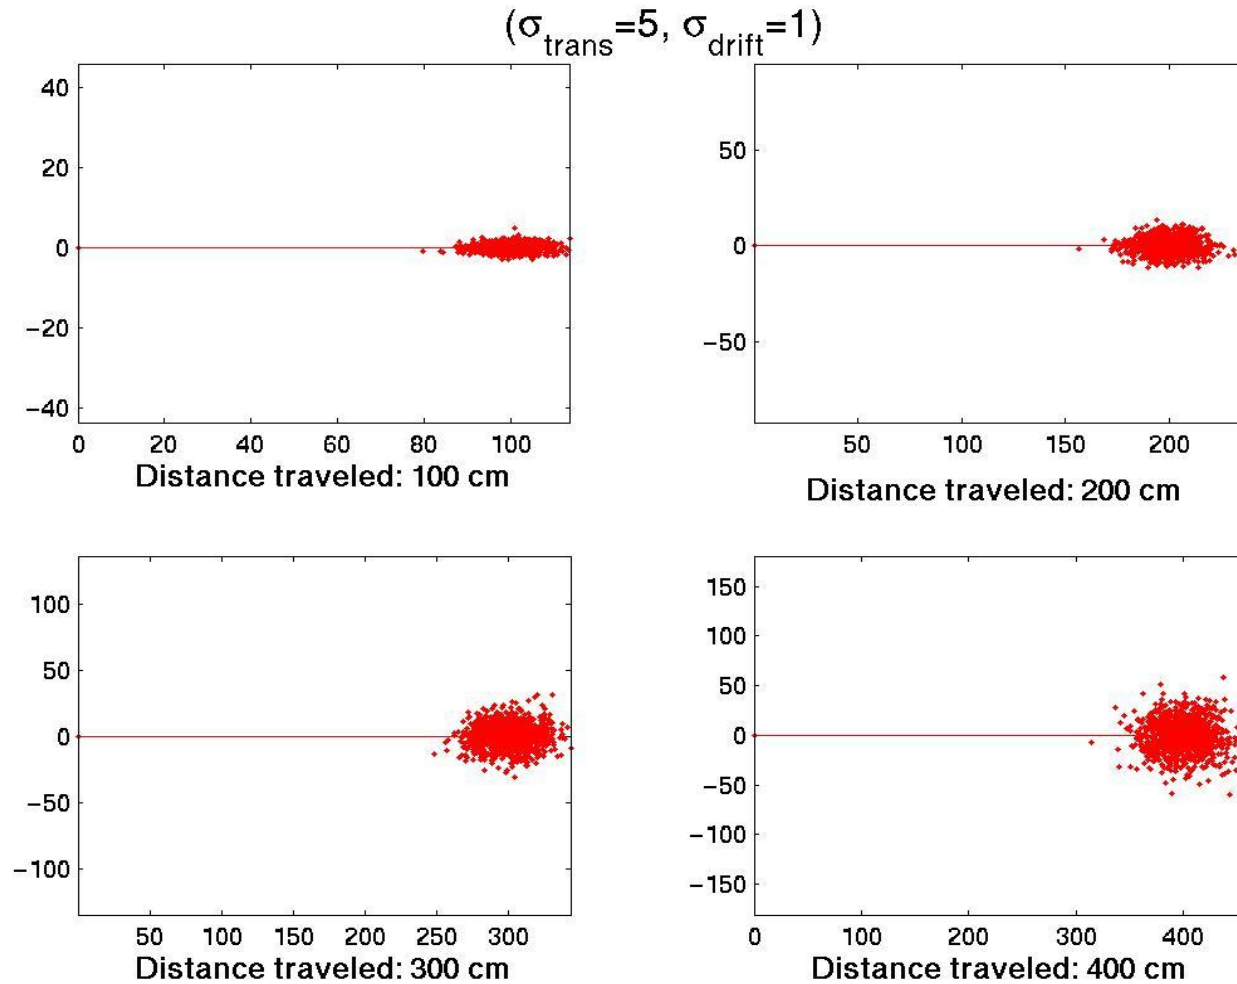 (σtrans=5, σdrift=1)
40
20
0
−20
−40
0 20 40 60 80 100
Distance traveled: 100 cm
50
0
−50
50 100 150 200
Distance traveled: 200 cm
100
50
0
−50
−100
50 100 150 200 250 300
Distance traveled: 300 cm
150
100
50
0
−50
−100
−150
0 100 200 300 400
Distance traveled: 400 cm